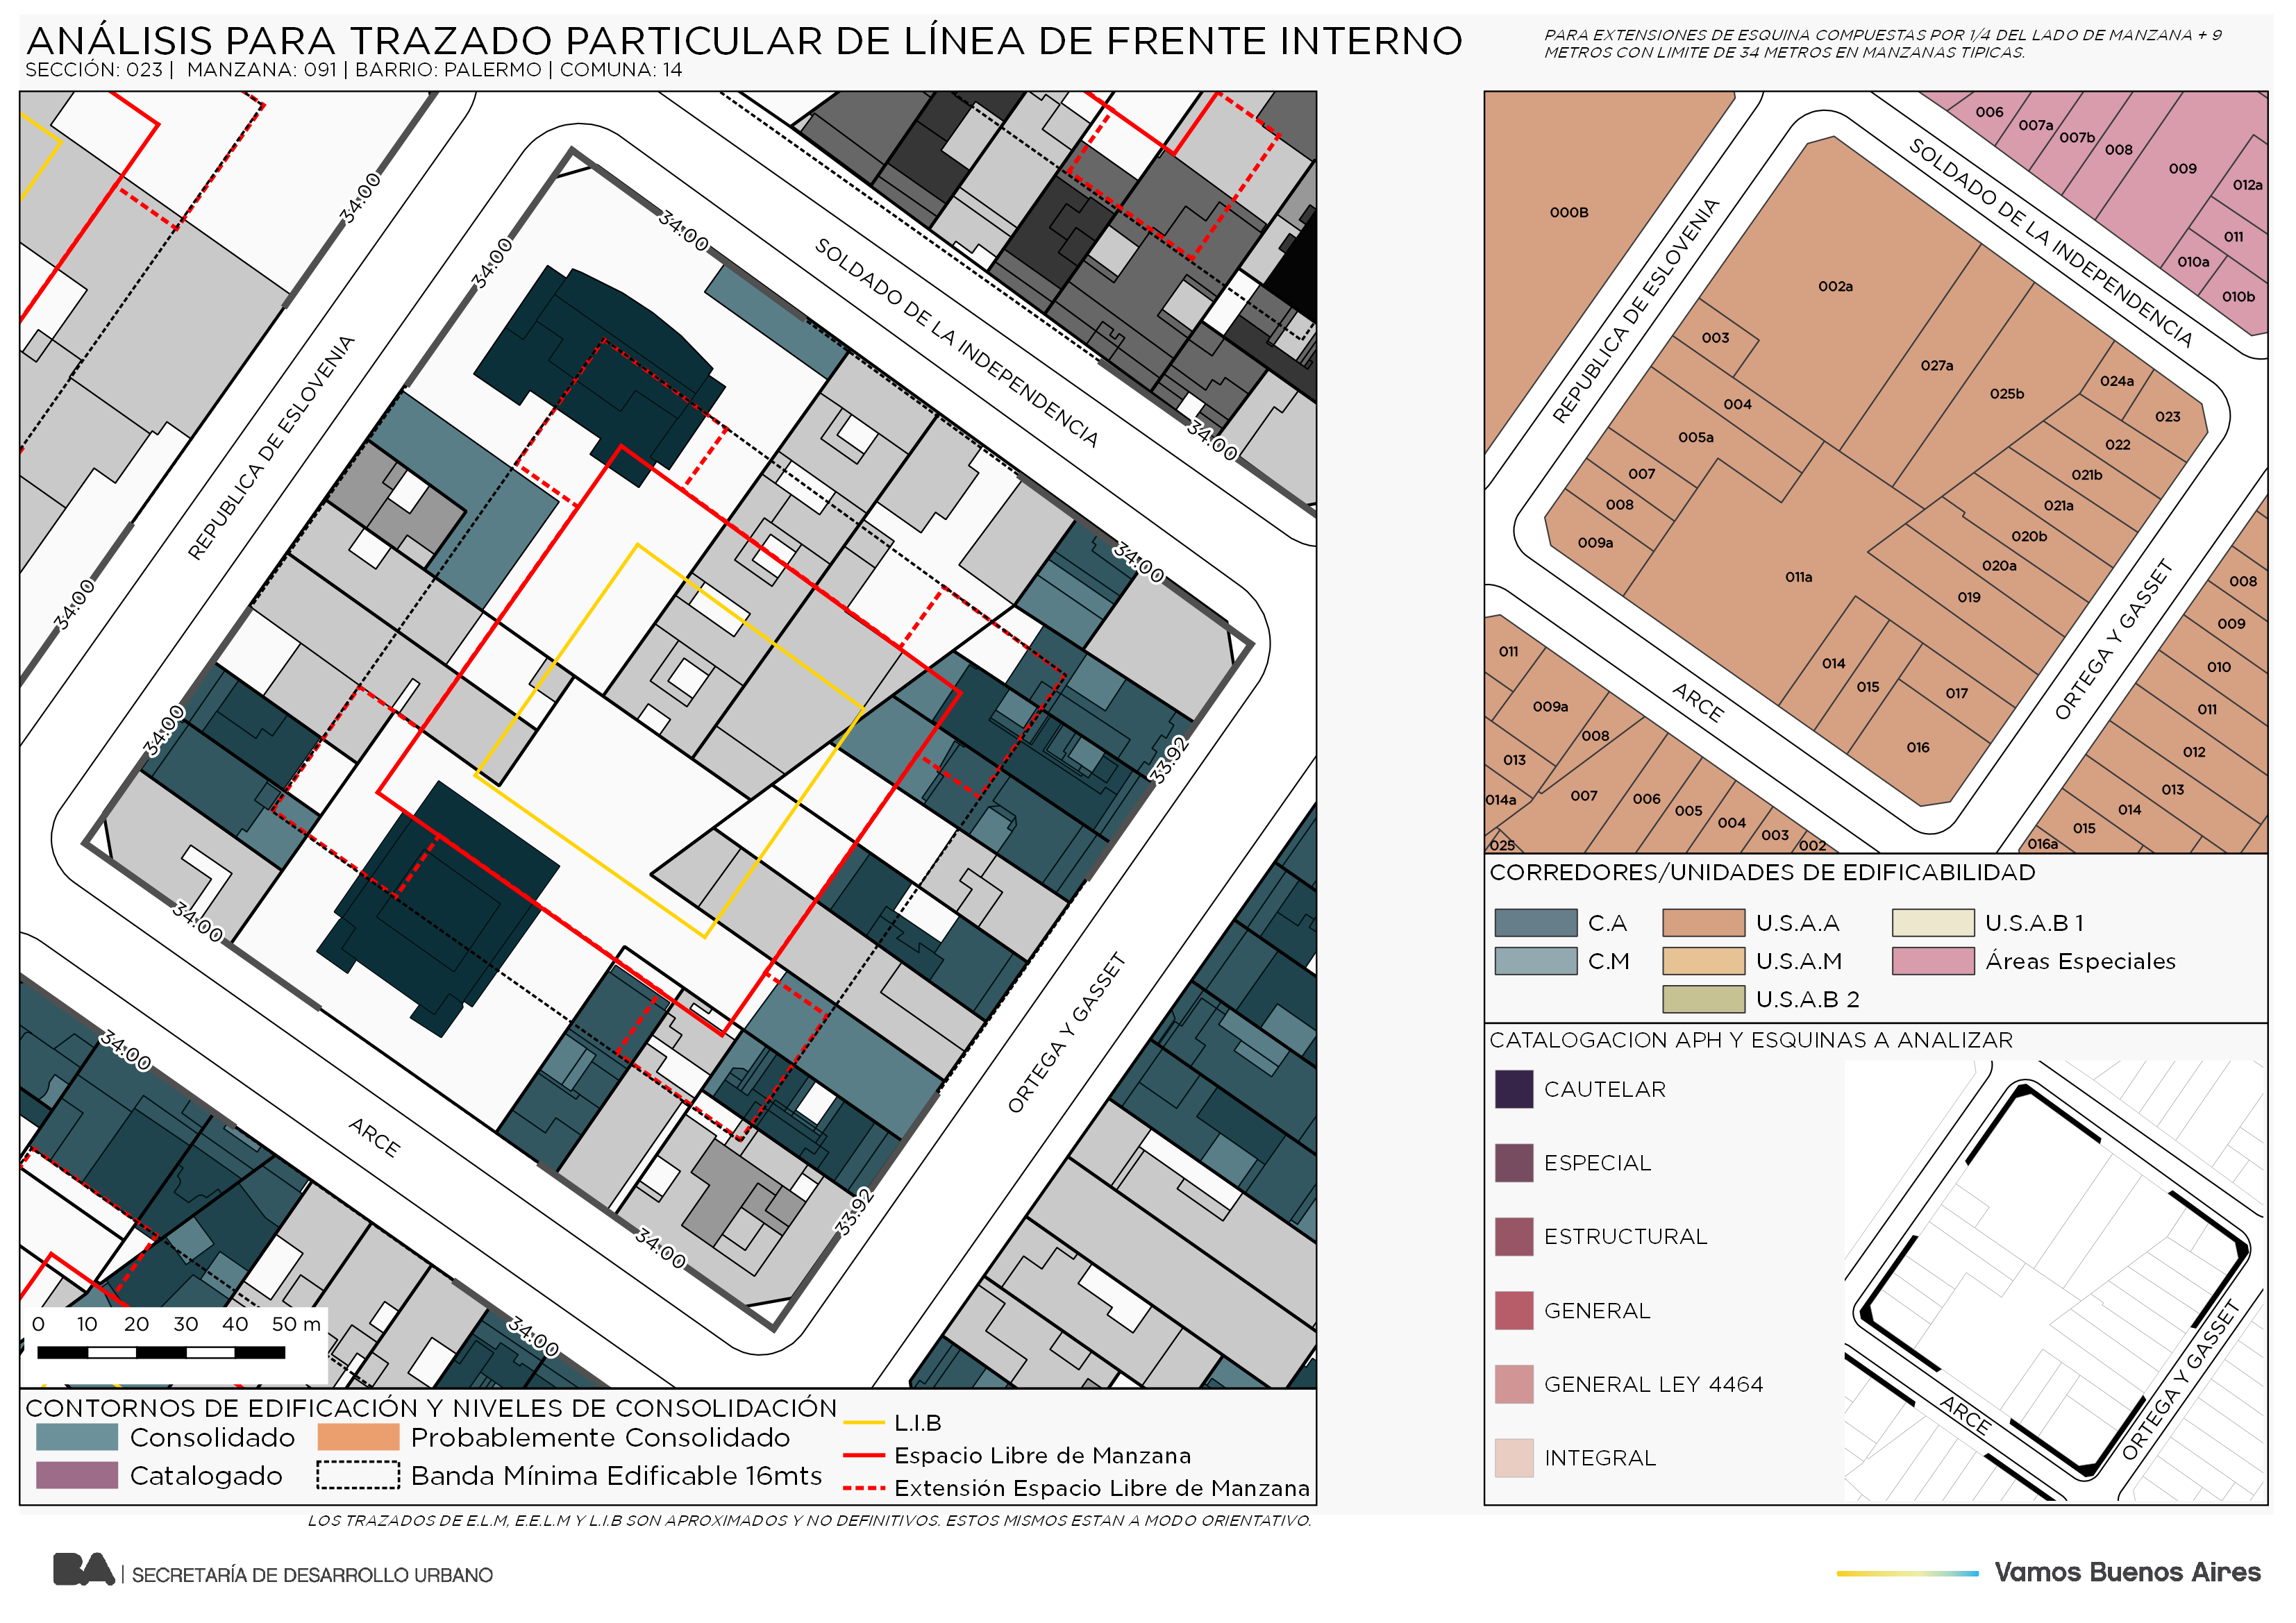 ANÁLISIS PARA TRAZADO PARTICULAR DE LÍNEA DE FRENTE INTERNO
SECCIÓN: 023 | MANZANA: 091 | BARRIO: PALERMO | COMUNA: 14
PARA EXTENSIONES DE ESQUINA COMPUESTAS POR 1/4 DEL LADO DE MANZANA + 9
METROS CON LIMITE DE 34 METROS EN MANZANAS TIPICAS.
34:00
34:00
34:00
SOLDADO DE LA INDEPENDENCIA
REPUBLICA DE ESLOVENIA
34:00
34:00
34:00
34:00
33.92
34:00
34:00
ARCE
ORTEGA Y GASSET
33.92
34:00
34:00
0 10 20 30 40 50 m
CONTORNOS DE EDIFICACIÓN Y NIVELES DE CONSOLIDACIÓN
Consolidado
Probablemente Consolidado
Catalogado
Banda Mínima Edificable 16mts
L.I.B
Espacio Libre de Manzana
Extensión Espacio Libre de Manzana
LOS TRAZADOS DE E.L.M, E.E.L.M Y L.I.B SON APROXIMADOS Y NO DEFINITIVOS. ESTOS MISMOS ESTAN A MODO ORIENTATIVO.
006
007a
007b
008
009
012a
011
010a
010b
000B
SOLDADO DE LA INDEPENDENCIA
REPUBLICA DE ESLOVENIA
002a
003
004
005a
007
008
009a
027a
025b
024a
023
022
021b
021a
020b
020a
019
011a
014
015
017
016
ARCE
ORTEGA Y GASSET
011
009a
008
013
014a
025
007
006
005
004
003
002
008
009
010
011
012
013
014
015
016a
CORREDORES/UNIDADES DE EDIFICABILIDAD
C.A
U.S.A.A
U.S.A.B 1
C.M
U.S.A.M
Áreas Especiales
U.S.A.B 2
CATALOGACION APH Y ESQUINAS A ANALIZAR
CAUTELAR
ESPECIAL
ESTRUCTURAL
GENERAL
GENERAL LEY 4464
INTEGRAL
ARCE
ORTEGA Y GASSET
BA | SECRETARÍA DE DESARROLLO URBANO
Vamos Buenos Aires